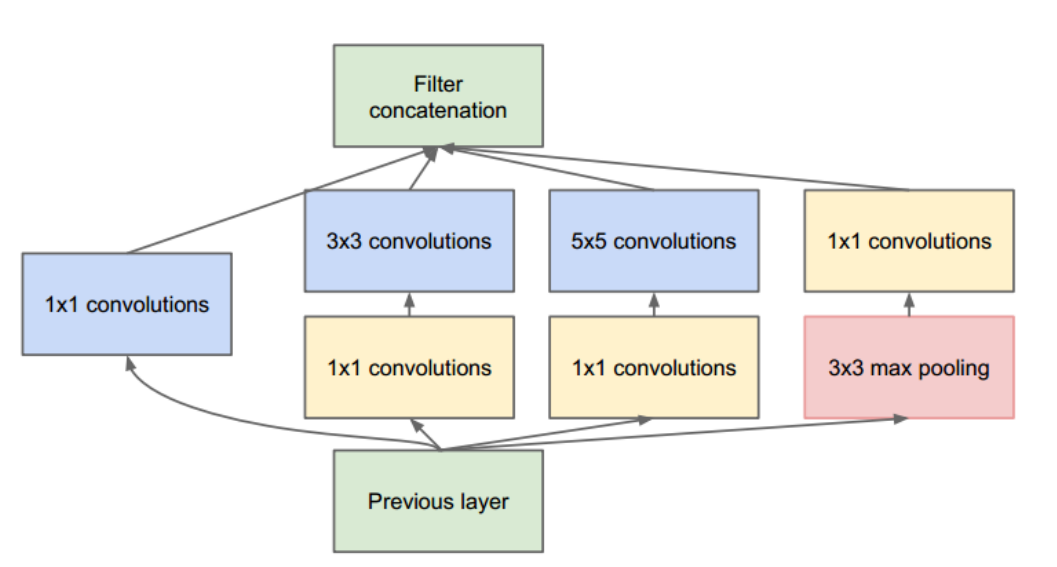 Filter
concatenation
3x3 convolutions
5x5 convolutions
1x1 convolutions
1x1 convolutions
1x1 convolutions
1x1 convolutions
3x3 max pooling
Previous layer